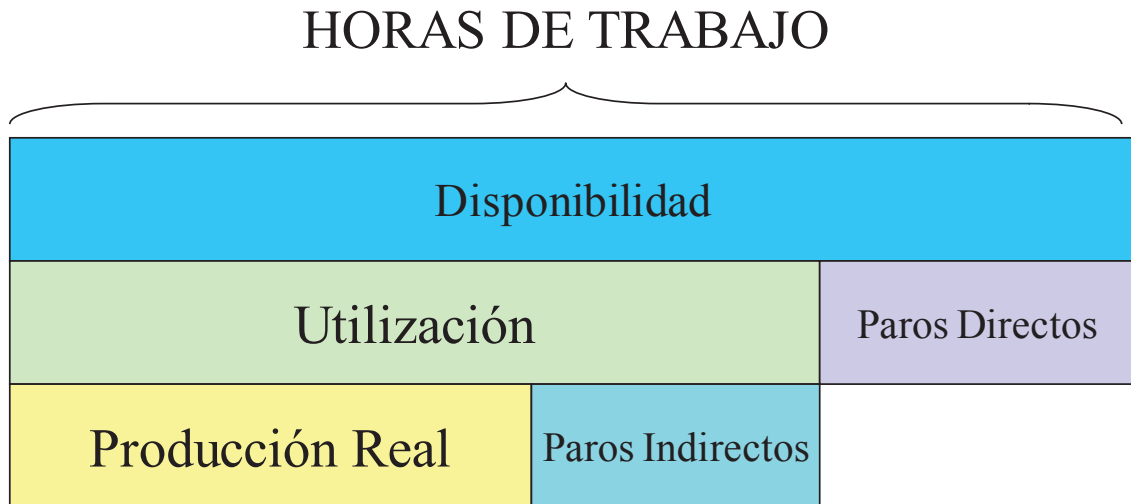 HORAS DE TRABAJO
Disponibilidad
Utilización
Paros Directos
Producción Real
Paros Indirectos